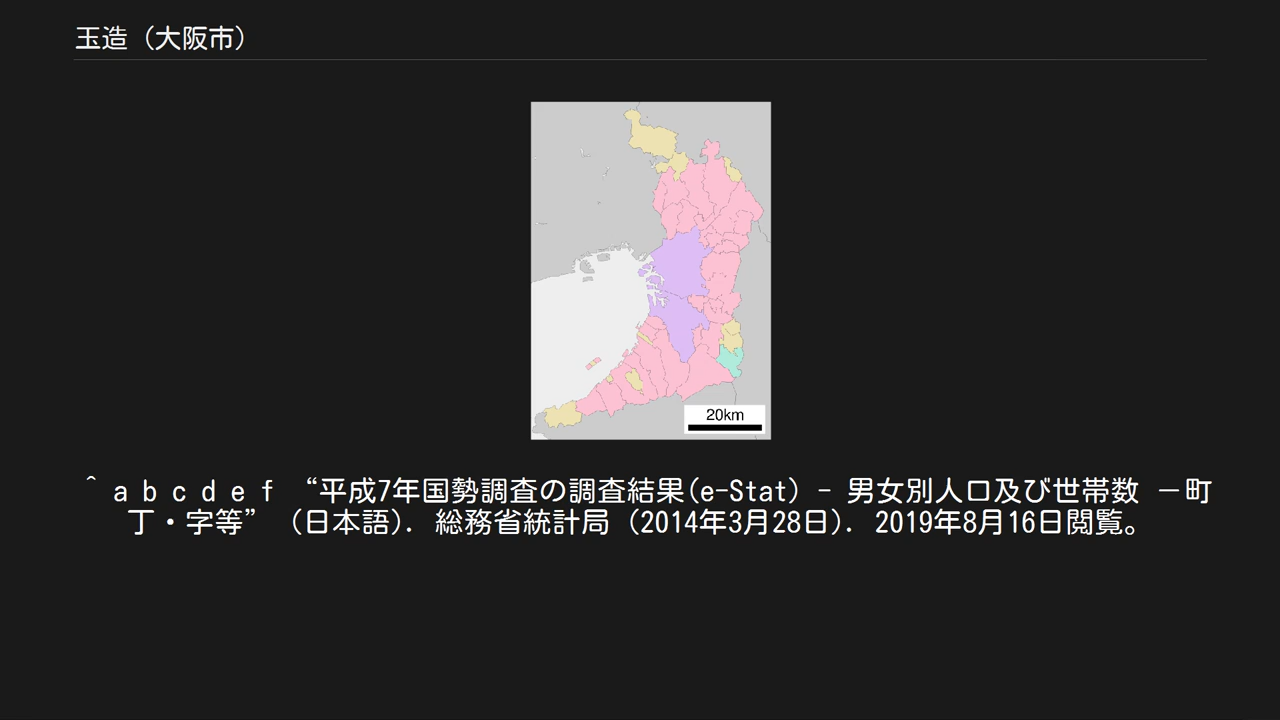 玉造（大阪市）
20km
^ a b c d e f “平成7年国勢調査の調査結果(e-Stat) - 男女別人口及び世帯数 －町
丁・字等” (日本語). 総務省統計局 (2014年3月28日). 2019年8月16日閲覧。